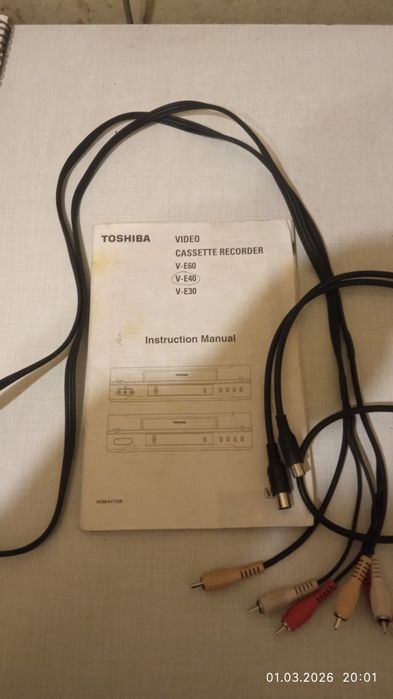 TOSHIBA
VIDEO
CASSETTE RECORDER
V-E60
V-E40
V-E30
Instruction Manual
TOSHIBA
TOSHIBA
01.03.2026 20:01